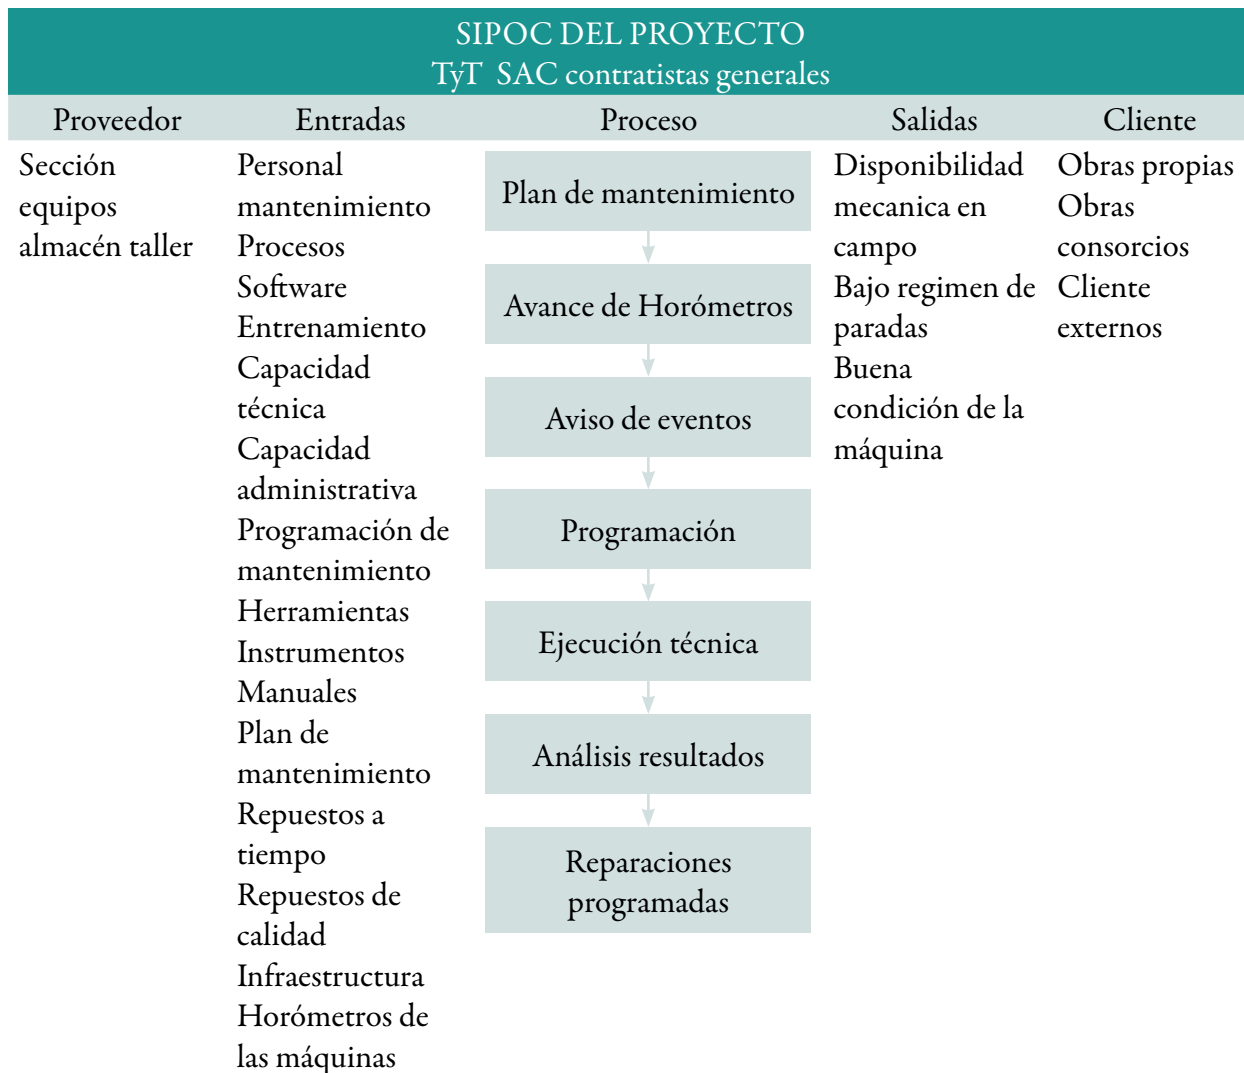 SIPOC DEL PROYECTO
TyT SAC contratistas generales
Proveedor
Entradas
Proceso
Salidas
Cliente
Sección
equipos
almacén taller
Personal
mantenimiento
Procesos
Software
Entrenamiento
Capacidad
técnica
Capacidad
administrativa
Programación de
mantenimiento
Herramientas
Instrumentos
Manuales
Plan de
mantenimiento
Repuestos a
tiempo
Repuestos de
calidad
Infraestructura
Horómetros de
las máquinas
Plan de mantenimiento
Avance de Horómetros
Aviso de eventos
Programación
Ejecución técnica
Análisis resultados
Reparaciones
programadas
Disponibilidad
mecanica en
campo
Bajo regimen de
paradas
Buena
condición de la
máquina
Obras propias
Obras
consorcios
Cliente
externos